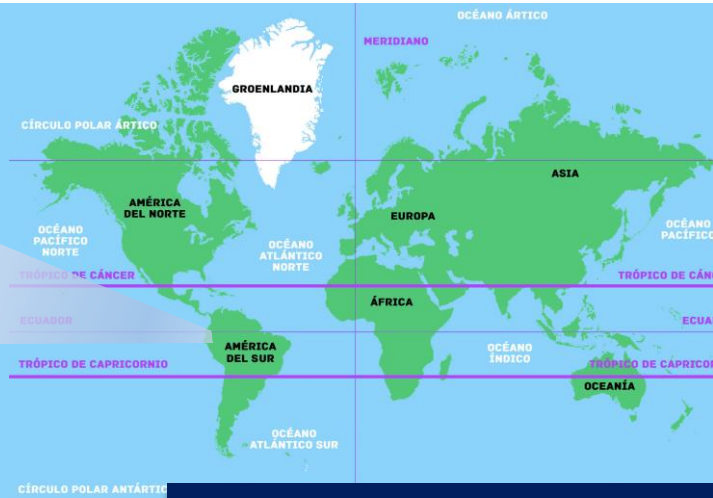 OCÉANO ÁRTICO
MERIDIANO
GROENLANDIA
CÍRCULO POLAR ÁRTICO
ASIA
AMÉRICA
DEL NORTE
EUROPA
OCÉANO
PACÍFICO
NORTE
OCÉANO
PACÍFICO
OCÉANO
ATLÁNTICO
NORTE
TRÓPICO DE CÁNCER
TRÓPICO DE CÁN
ÁFRICA
ECUADOR
ECUA
AMÉRICA
DEL SUR
OCÉANO
ÍNDICO
TRÓPICO DE CAPRICORNIO
TRÓPICO DE CAPRICOR
OCEANÍA
OCÉANO
ATLÁNTICO SUR
CÍRCULO POLAR ANTÁRTIC